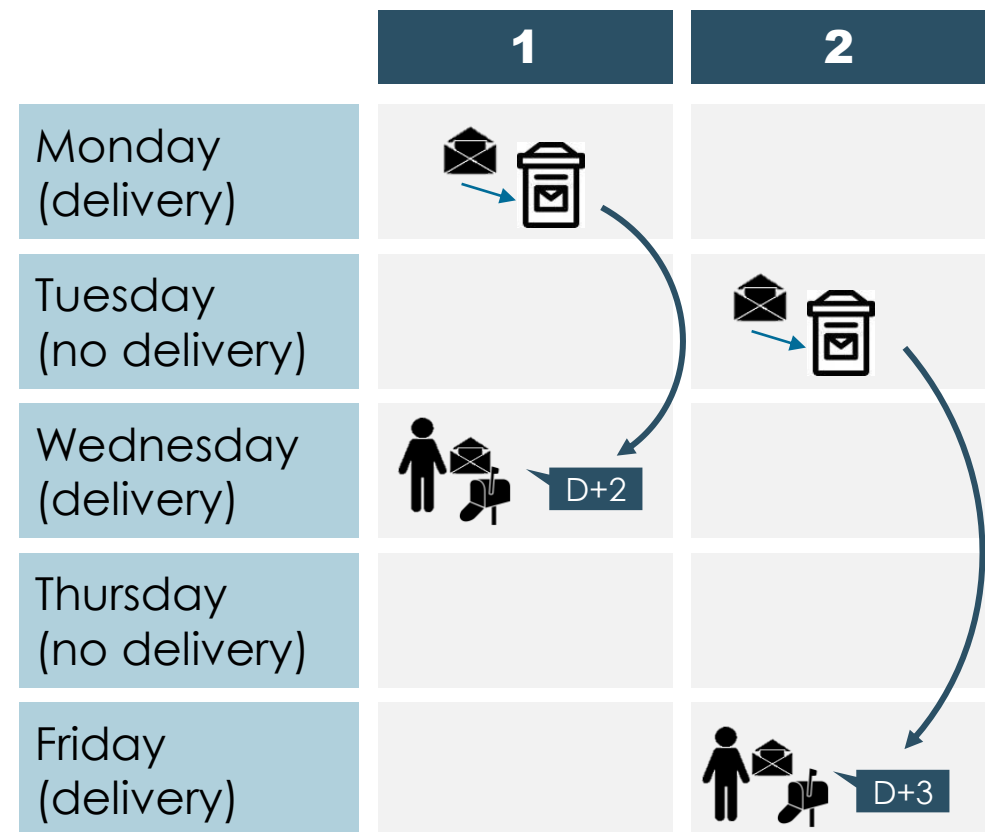 1
2
Monday
(delivery)
Tuesday
(no delivery)
Wednesday
(delivery)
D+2
Thursday
(no delivery)
Friday
(delivery)
D+3